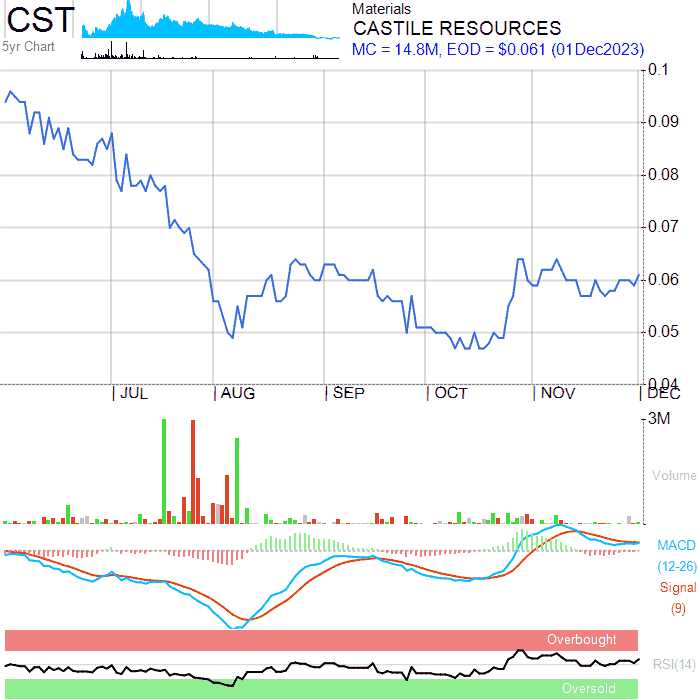 CST
5yr Chart
Materials
CASTILE RESOURCES
MC = 14.8M, EOD = $0.061 (01Dec2023)
0.1
0.09
0.08
0.07
0.06
0.05
0.04
JUL AUG SEP OCT NOV DEC
3M
Volume
MACD
(12-26)
Signal
(9)
Overbought
RSI(14)
Oversold